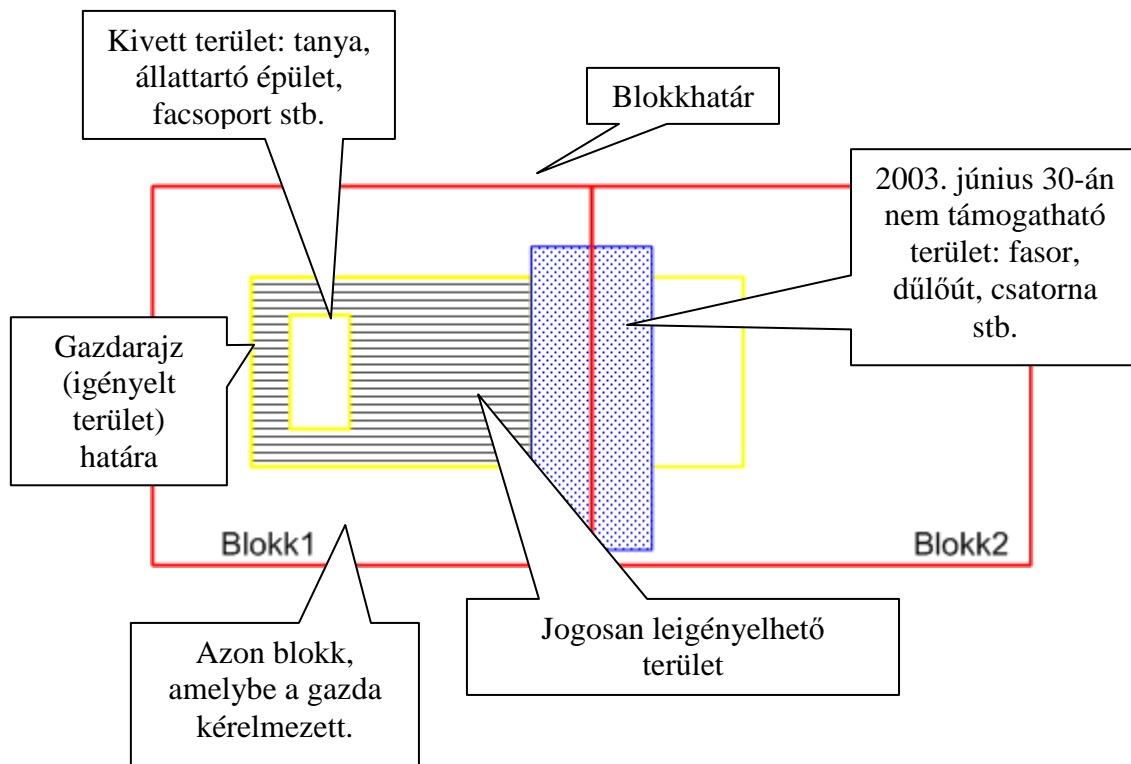 Kivett terület: tanya,
állattartó épület,
facsoport stb.
Blokkhatár
2003. június 30-án
nem támogatható
terület: fasor,
dűlőút, csatorna
stb.
Gazdarajz
(igényelt
terület)
határa
Blokk1
Blokk2
Jogosan leigényelhető
terület
Azon blokk,
amelybe a gazda
kérelmezett.